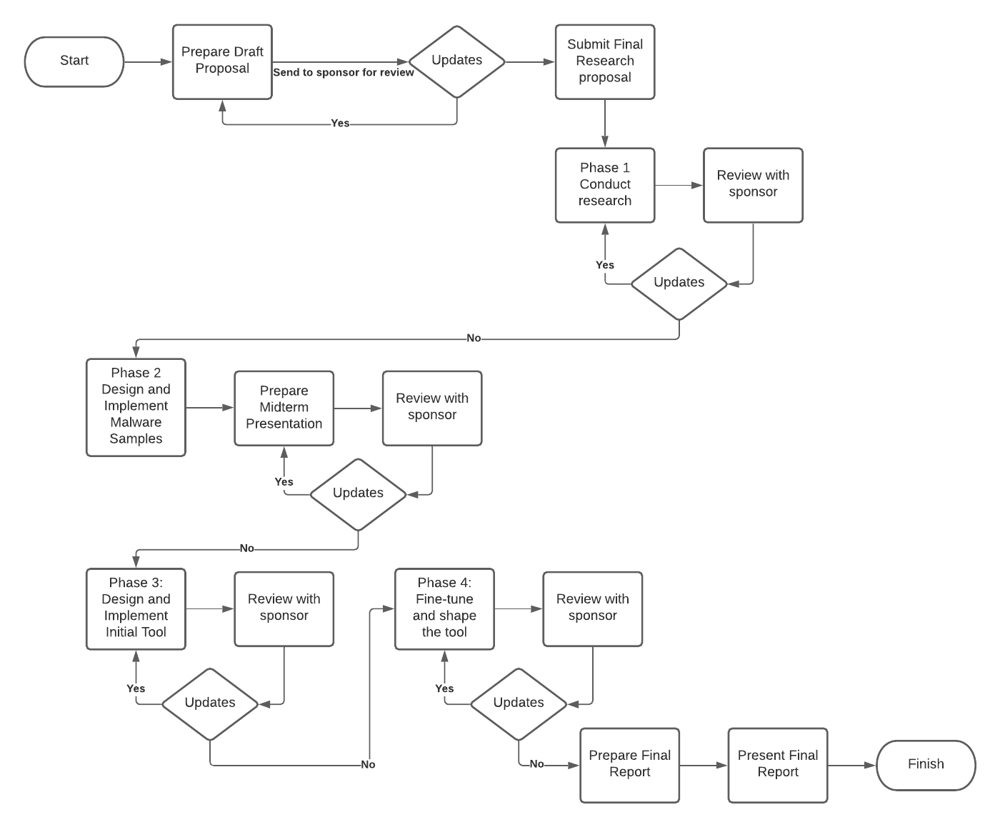 Start
Prepare Draft
Proposal
Send to sponsor for review
Updates
Submit Final
Research
proposal
Yes
Phase 1
Conduct
research
Review with
sponsor
Yes
Updates
No
Phase 2
Design and
Implement
Malware
Samples
Prepare
Midterm
Presentation
Review with
sponsor
Yes
Updates
No
Phase 3:
Design and
Implement
Initial Tool
Review with
sponsor
Yes
Updates
No
Phase 4:
Fine-tune
and shape
the tool
Review with
sponsor
Yes
Updates
No
Prepare Final
Report
Present Final
Report
Finish